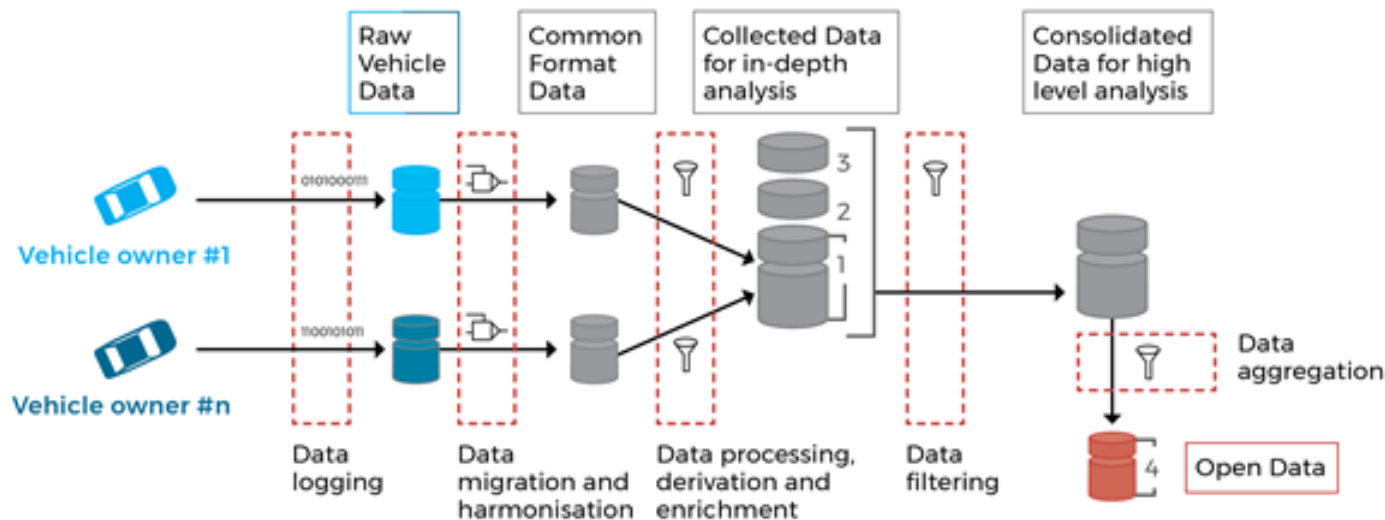 Raw
Vehicle
Data
Common
Format
Data
Collected Data
for in-depth
analysis
Consolidated
Data for high
level analysis
0101000111
3
2
1
Vehicle owner #1
1100101011
Vehicle owner #n
Data
aggregation
4
Open Data
Data
logging
Data
migration and
harmonisation
Data processing,
derivation and
enrichment
Data
filtering